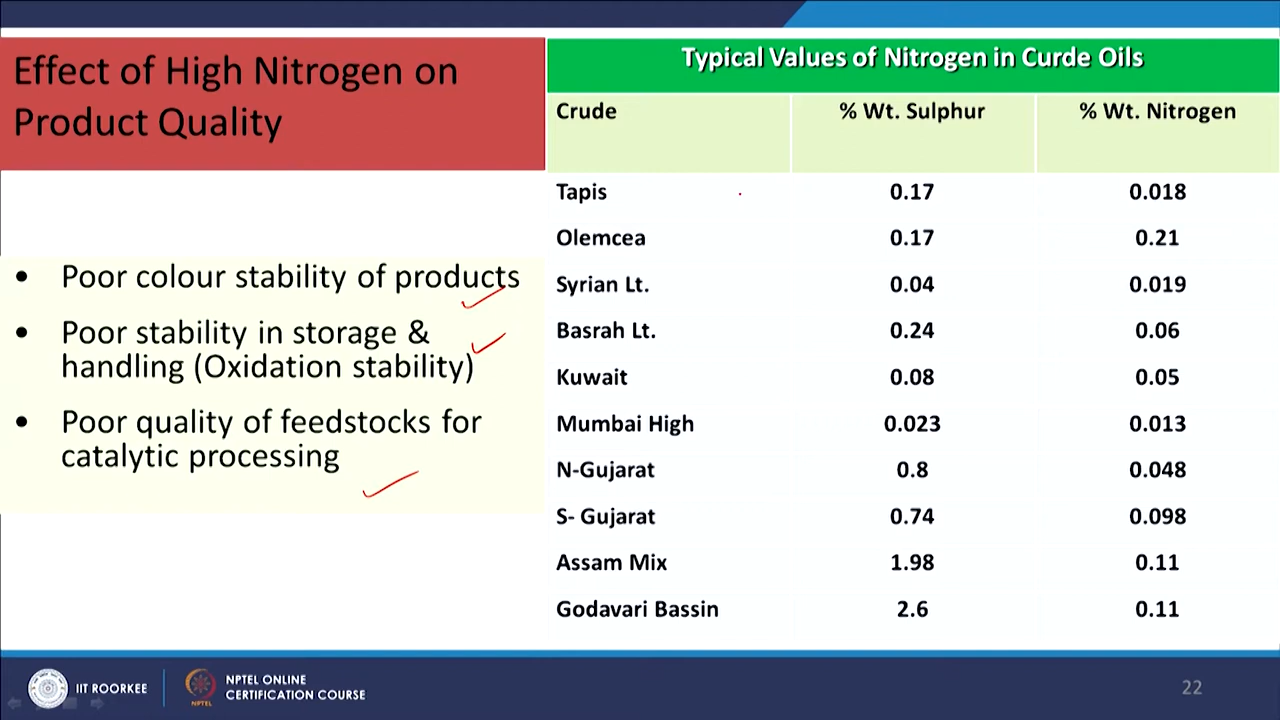 Effect of High Nitrogen on
Product Quality
• Poor colour stability of products
• Poor stability in storage &
handling (Oxidation stability)
• Poor quality of feedstocks for
catalytic processing
Typical Values of Nitrogen in Curde Oils
Crude % Wt. Sulphur % Wt. Nitrogen
Tapis 0.17 0.018
Olemcea 0.17 0.21
Syrian Lt. 0.04 0.019
Basrah Lt. 0.24 0.06
Kuwait 0.08 0.05
Mumbai High 0.023 0.013
N-Gujarat 0.8 0.048
S- Gujarat 0.74 0.098
Assam Mix 1.98 0.11
Godavari Bassin 2.6 0.11
IIT ROORKEE
NPTEL
NPTEL ONLINE
CERTIFICATION COURSE
22